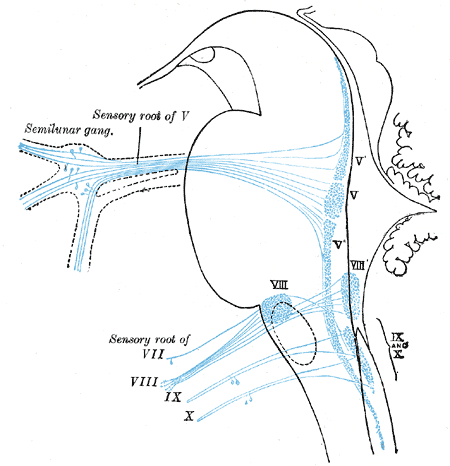 Sensory root of V
Semilunar gang.
V
V
V
VIII
VIII
Sensory root of
VII
VIII
IX
X
IX
AND
X